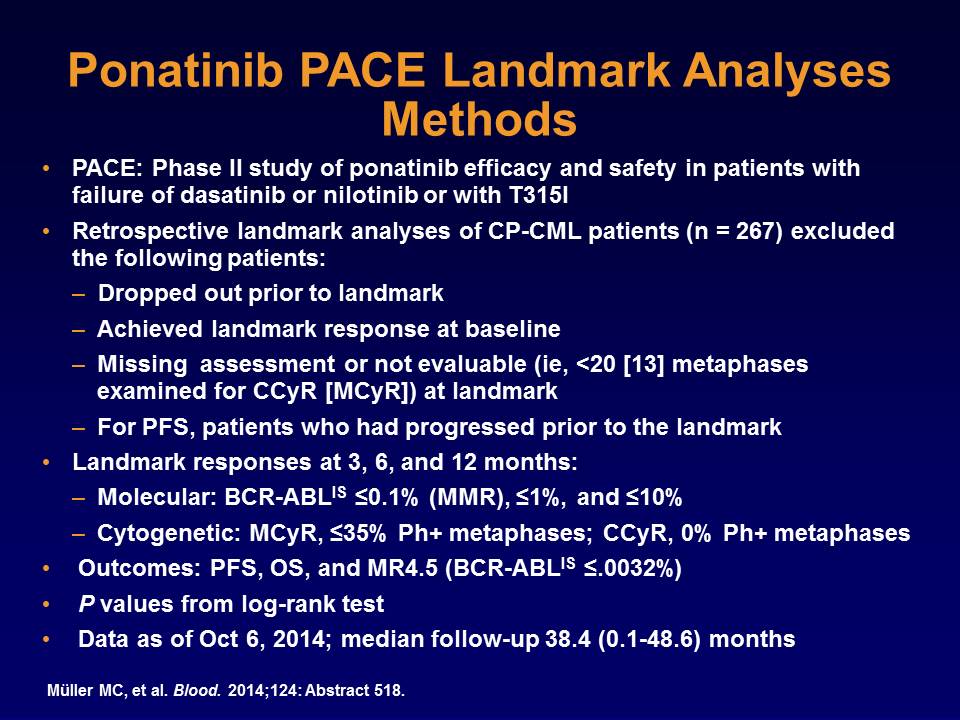 Ponatinib PACE Landmark Analyses
Methods
• PACE: Phase II study of ponatinib efficacy and safety in patients with
failure of dasatinib or nilotinib or with T315I
• Retrospective landmark analyses of CP-CML patients (n = 267) excluded
the following patients:
– Dropped out prior to landmark
– Achieved landmark response at baseline
– Missing assessment or not evaluable (ie, <20 [13] metaphases
examined for CCyR [MCyR]) at landmark
– For PFS, patients who had progressed prior to the landmark
• Landmark responses at 3, 6, and 12 months:
– Molecular: BCR-ABLIS ≤0.1% (MMR), ≤1%, and ≤10%
– Cytogenetic: MCyR, ≤35% Ph+ metaphases; CCyR, 0% Ph+ metaphases
• Outcomes: PFS, OS, and MR4.5 (BCR-ABLIS ≤.0032%)
• P values from log-rank test
• Data as of Oct 6, 2014; median follow-up 38.4 (0.1-48.6) months
Müller MC, et al. Blood. 2014;124: Abstract 518.